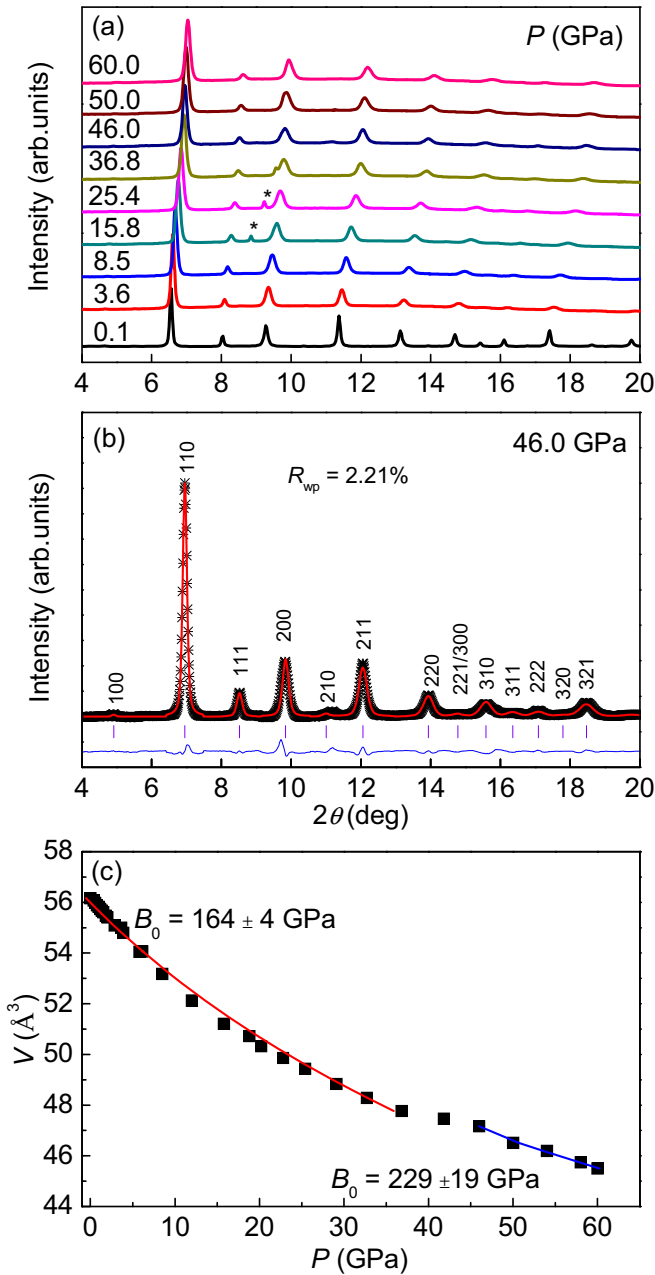 (a)
P (GPa)
60.0
50.0
46.0
36.8
25.4
*
15.8
*
8.5
3.6
0.1
Intensity (arb.units)
4 6 8 10 12 14 16 18 20
(b)
46.0 GPa
R_wp = 2.21%
100 110 111 200 210 211 220 221/300 310 311 222 320 321
Intensity (arb.units)
4 6 8 10 12 14 16 18 20
2θ (deg)
(c)
B_0 = 164 ± 4 GPa
B_0 = 229 ±19 GPa
58
56
54
52
50
48
46
44
V (Å^3)
0 10 20 30 40 50 60
P (GPa)